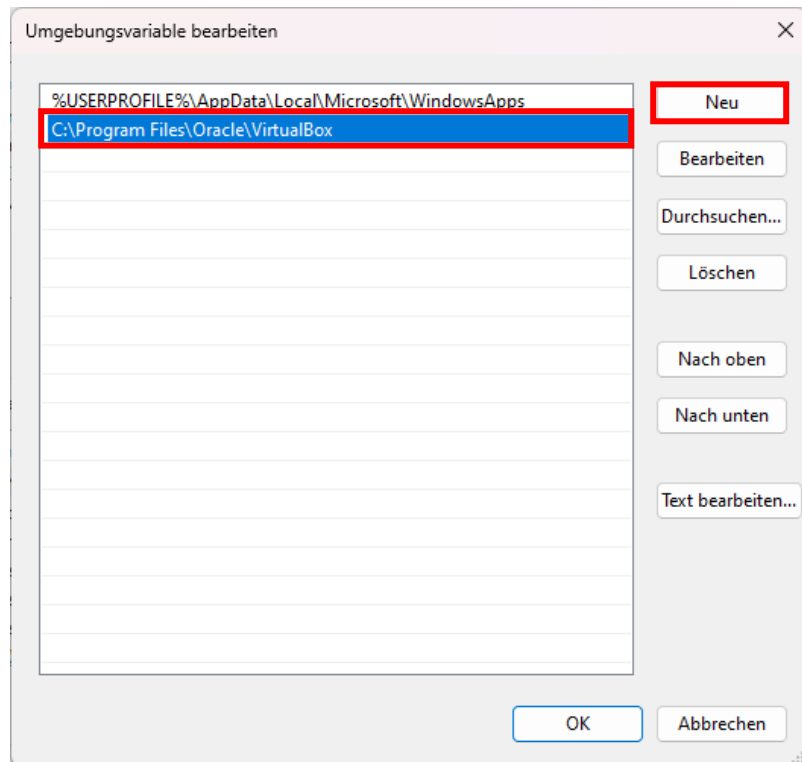 Umgebungsvariable bearbeiten
%USERPROFILE%\AppData\Local\Microsoft\WindowsApps
C:\Program Files\Oracle\VirtualBox
Neu
Bearbeiten
Durchsuchen...
Löschen
Nach oben
Nach unten
Text bearbeiten...
OK
Abbrechen